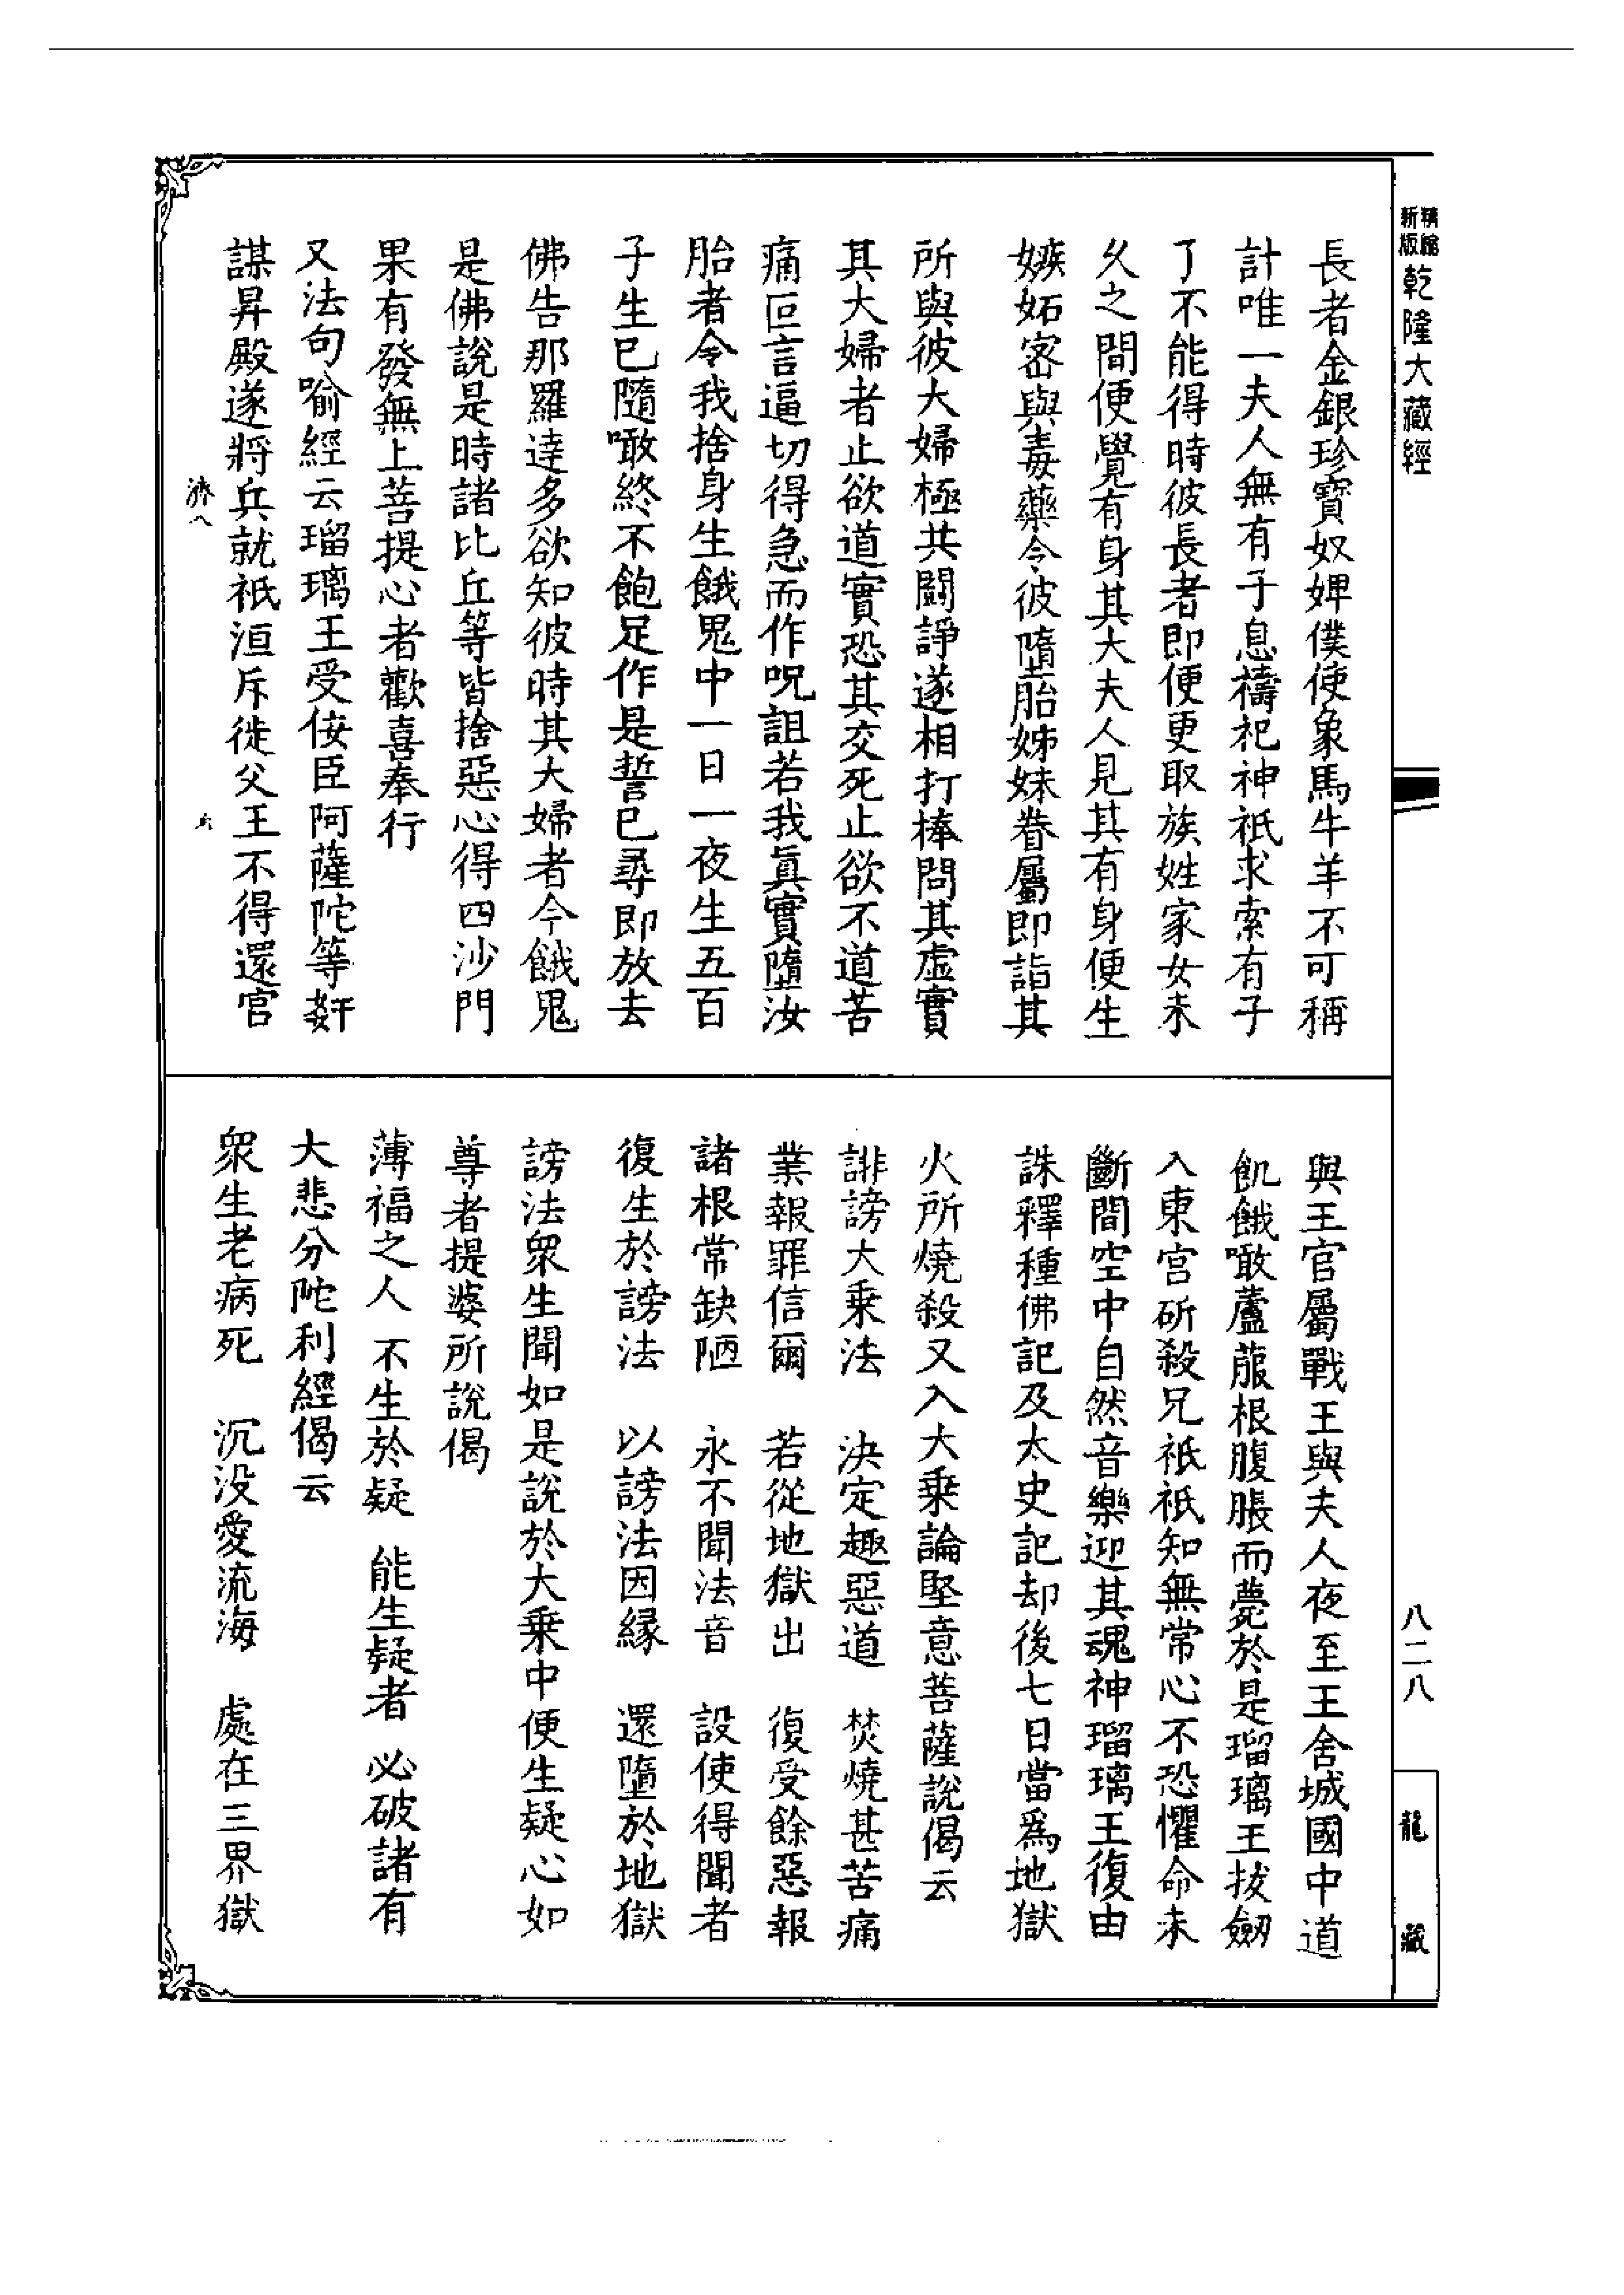 精縮
新版
乾隆大藏經
八二八
龍藏
長者金銀珍寶奴婢僕使象馬牛羊不可稱
計唯一夫人無有子息禱祀神祇求索有子
了不能得時彼長者即便更取族姓家女未
久之間便覺有身其大夫人見其有身便生
嫉妬密與毒藥令彼墮胎姊妹眷屬即詣其
所與彼大婦極共鬬諍遂相打棒問其虛實
其大婦者止欲道實恐其交死止欲不道苦
痛叵言逼切得急而作呪詛若我真實墮汝
胎者令我捨身生餓鬼中一日一夜生五百
子生已隨噉終不飽足作是誓已尋即放去
佛告那羅達多欲知彼時其大婦者今餓鬼
是佛說是時諸比丘等皆捨惡心得四沙門
果有發無上菩提心者歡喜奉行
又法句喻經云瑠璃王受佞臣阿薩陀等姧
謀昇殿遂將兵就祇洹斥徙父王不得還宮
濟八
與王官屬戰王與夫人夜至王舍城國中道
飢餓噉蘆菔根腹脹而薨於是瑠璃王拔劒
入東宮斫殺兄祇祇知無常心不恐懼命未
斷間空中自然音樂迎其魂神瑠璃王復由
誅釋種佛記及太史記却後七日當爲地獄
火所燒殺又入大乗論堅意菩薩說偈云
誹謗大乗法　決定趣惡道　焚燒甚苦痛
業報罪信爾　若從地獄出　復受餘惡報
諸根常缺陋　永不聞法音　設使得聞者
復生於謗法　以謗法因緣　還墮於地獄
謗法衆生聞如是說於大乗中便生疑心如
尊者提婆所說偈
薄福之人　不生於疑　能生疑者　必破諸有
大悲分陀利經偈云
衆生老病死　沉没愛流海　處在三界獄